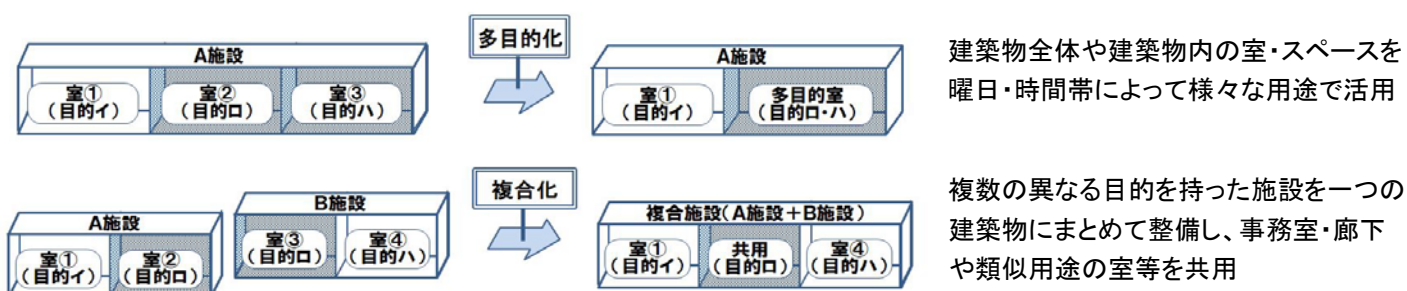 A施設
室①
(目的イ)
室②
(目的ロ)
室③
(目的ハ)
多目的化
A施設
室①
(目的イ)
多目的室
(目的ロ・ハ)
建築物全体や建築物内の室・スペースを
曜日・時間帯によって様々な用途で活用
A施設
室①
(目的イ)
室②
(目的ロ)
B施設
室③
(目的ロ)
室④
(目的ハ)
複合化
複合施設(A施設+B施設)
室①
(目的イ)
共用
(目的ロ)
室④
(目的ハ)
複数の異なる目的を持った施設を一つの
建築物にまとめて整備し、事務室・廊下
や類似用途の室等を共用